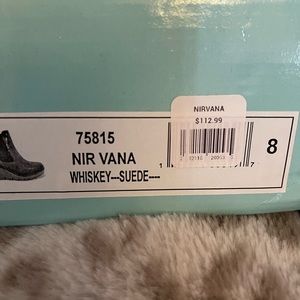 NIRVANA
$112.99
75815
NIR VANA
8
WHISKEY---SUEDE----